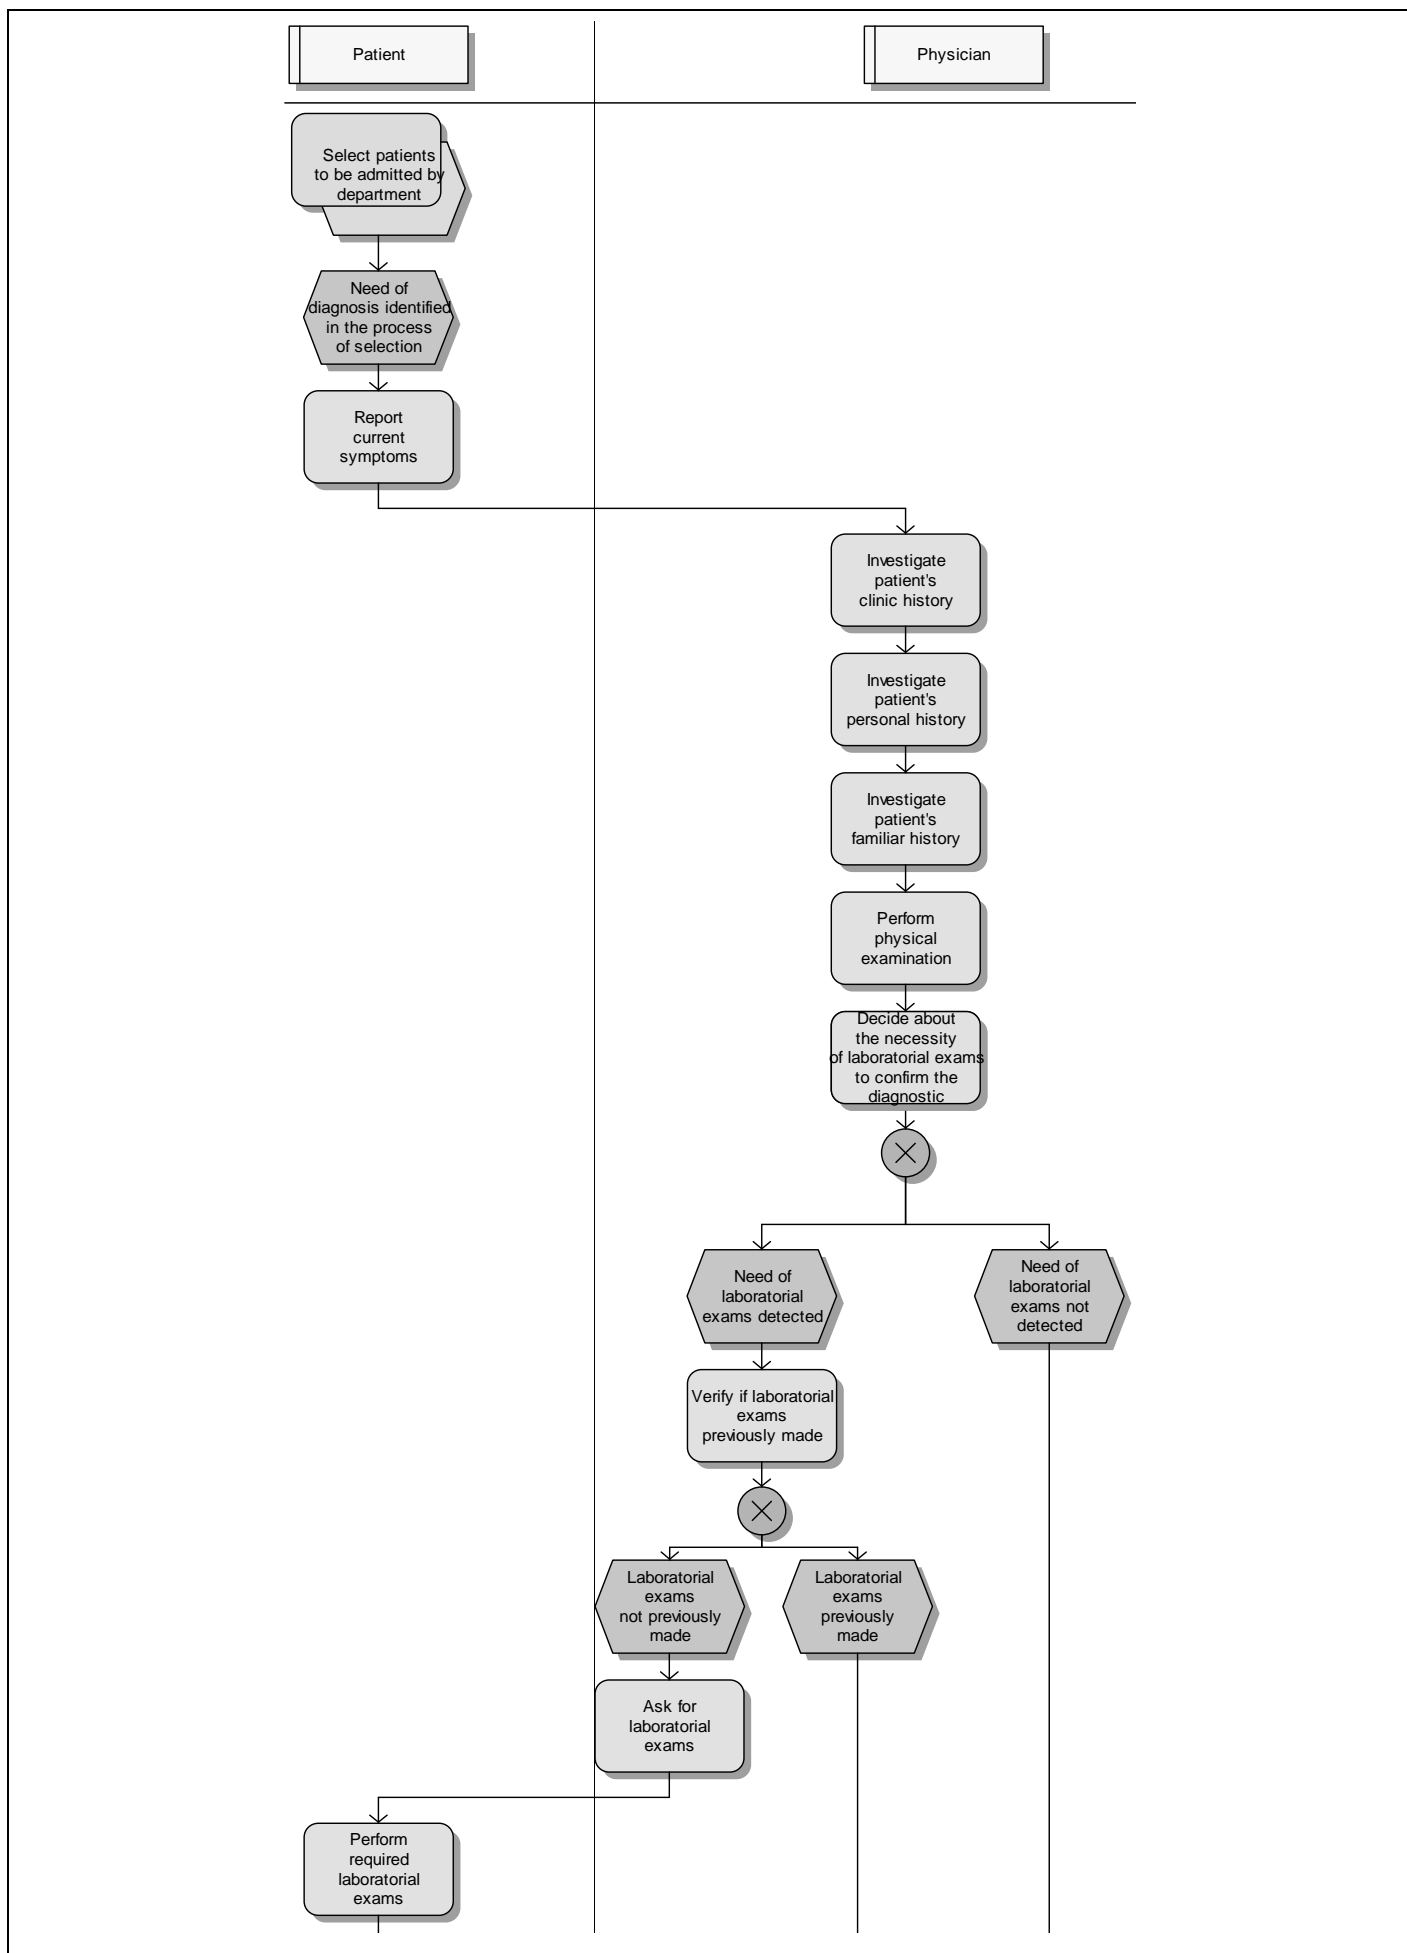 Patient
Physician
Select patients
to be admitted by
department
Need of
diagnosis identified
in the process
of selection
Report
current
symptoms
Investigate
patient's
clinic history
Investigate
patient's
personal history
Investigate
patient's
familiar history
Perform
physical
examination
Decide about
the necessity
of laboratorial exams
to confirm the
diagnostic
Need of
laboratorial
exams detected
Need of
laboratorial
exams not
detected
Verify if laboratorial
exams
previously made
Laboratorial
exams
not previously
made
Laboratorial
exams
previously
made
Ask for
laboratorial
exams
Perform
required
laboratorial
exams